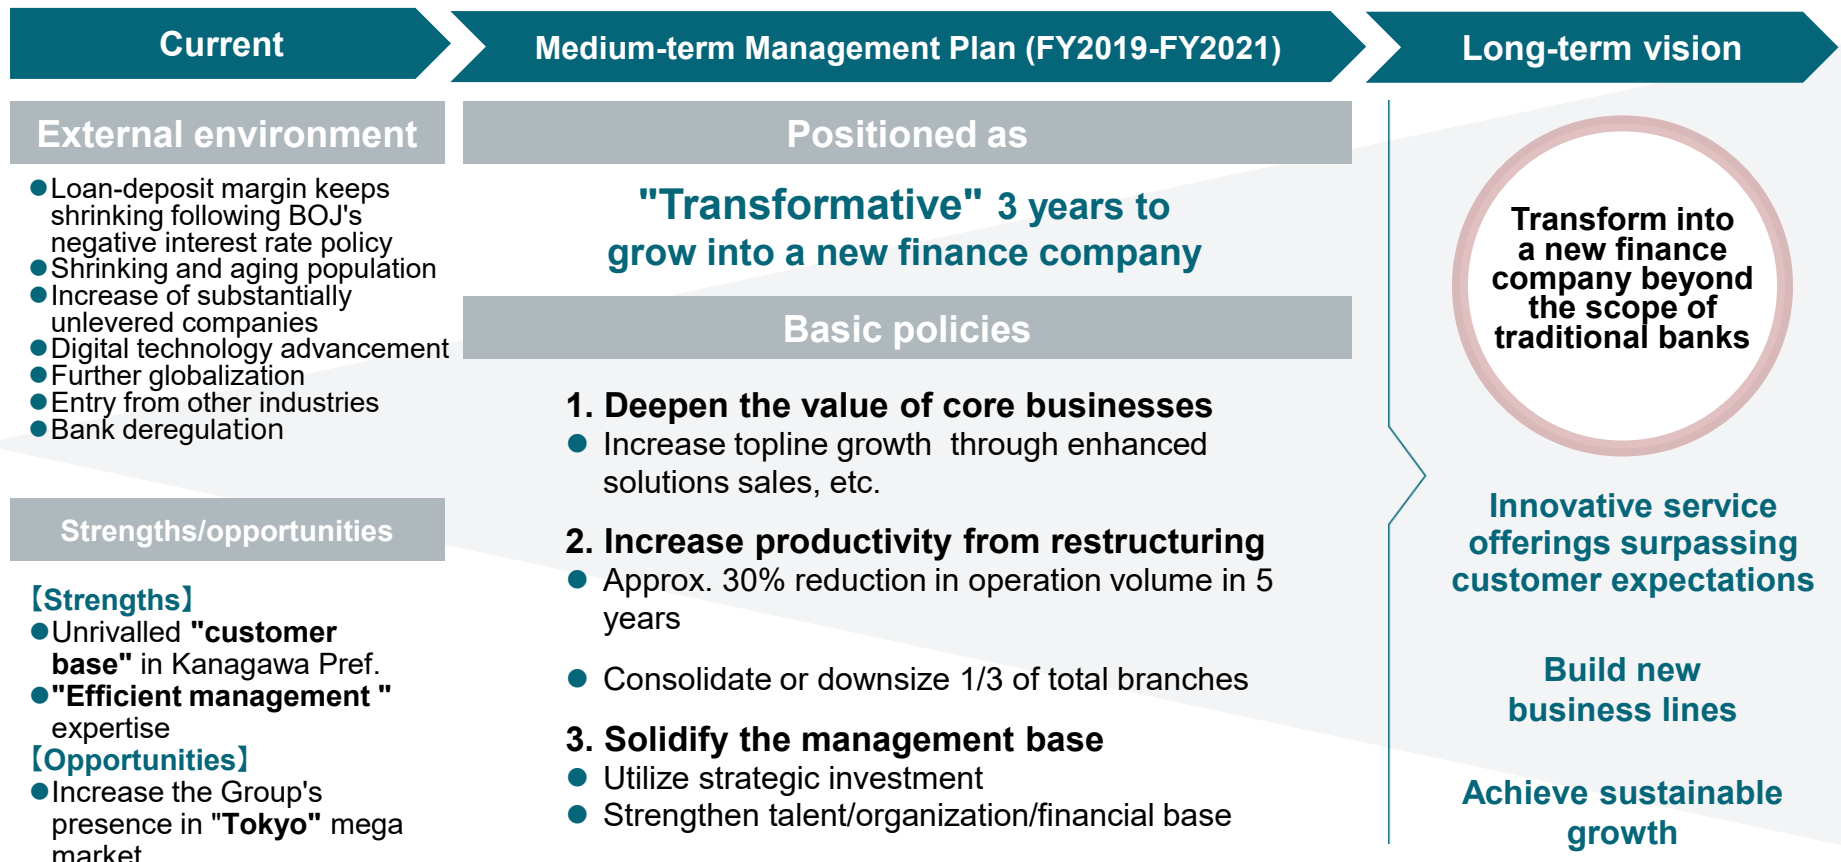 Current
Medium-term Management Plan (FY2019-FY2021)
Long-term vision
External environment
●Loan-deposit margin keeps
shrinking following BOJ's
negative interest rate policy
●Shrinking and aging population
●Increase of substantially
unlevered companies
●Digital technology advancement
●Further globalization
●Entry from other industries
●Bank deregulation
Strengths/opportunities
【Strengths】
●Unrivalled "customer
base" in Kanagawa Pref.
●"Efficient management "
expertise
【Opportunities】
●Increase the Group's
presence in "Tokyo" mega
market
Positioned as
"Transformative" 3 years to
grow into a new finance company
Basic policies
1. Deepen the value of core businesses
● Increase topline growth through enhanced
solutions sales, etc.
2. Increase productivity from restructuring
● Approx. 30% reduction in operation volume in 5
years
● Consolidate or downsize 1/3 of total branches
3. Solidify the management base
● Utilize strategic investment
● Strengthen talent/organization/financial base
Transform into
a new finance
company beyond
the scope of
traditional banks
Innovative service
offerings surpassing
customer expectations
Build new
business lines
Achieve sustainable
growth